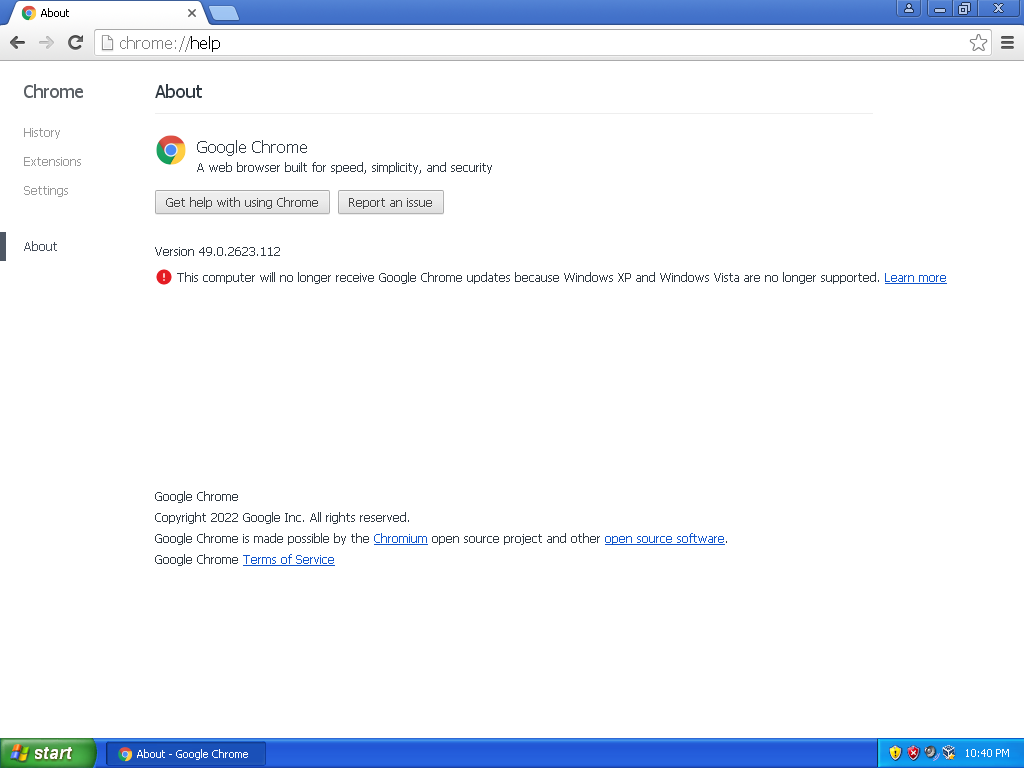 About
chrome://help
Chrome
About
History
Extensions
Settings
About
Google Chrome
A web browser built for speed, simplicity, and security
Get help with using Chrome
Report an issue
Version 49.0.2623.112
This computer will no longer receive Google Chrome updates because Windows XP and Windows Vista are no longer supported. Learn more
Google Chrome
Copyright 2022 Google Inc. All rights reserved.
Google Chrome is made possible by the Chromium open source project and other open source software.
Google Chrome Terms of Service
start
About - Google Chrome
10:40 PM